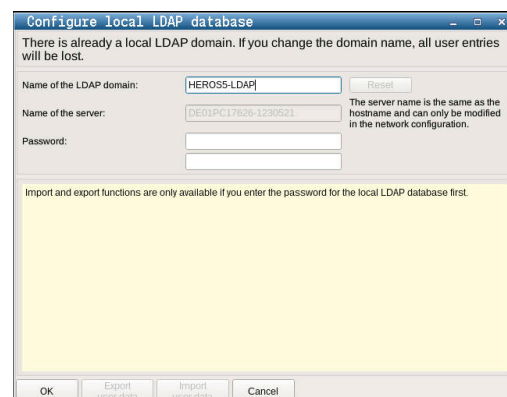 Configure local LDAP database
There is already a local LDAP domain. If you change the domain name, all user entries
will be lost.
Name of the LDAP domain:
HEROS5-LDAP
Reset
Name of the server:
DE01PC17626-1230521
The server name is the same as the
hostname and can only be modified
in the network configuration.
Password:
Import and export functions are only available if you enter the password for the local LDAP database first.
OK
Export
user data
Import
user data
Cancel